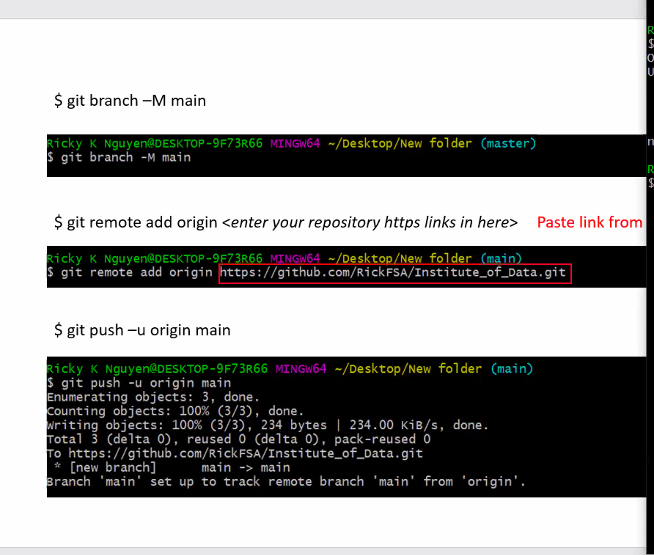 $ git branch –M main
Ricky K Nguyen@DESKTOP-9F73R66 MINGW64 ~/Desktop/New folder (master)
$ git branch -M main
$ git remote add origin <enter your repository https links in here> Paste link from
Ricky K Nguyen@DESKTOP-9F73R66 MINGW64 ~/Desktop/New folder (main)
$ git remote add origin https://github.com/RickFSA/Institute_of_Data.git
$ git push –u origin main
Ricky K Nguyen@DESKTOP-9F73R66 MINGW64 ~/Desktop/New folder (main)
$ git push -u origin main
Enumerating objects: 3, done.
Counting objects: 100% (3/3), done.
Writing objects: 100% (3/3), 234 bytes | 234.00 KiB/s, done.
Total 3 (delta 0), reused 0 (delta 0), pack-reused 0
To https://github.com/RickFSA/Institute_of_Data.git
 * [new branch]      main -> main
Branch 'main' set up to track remote branch 'main' from 'origin'.